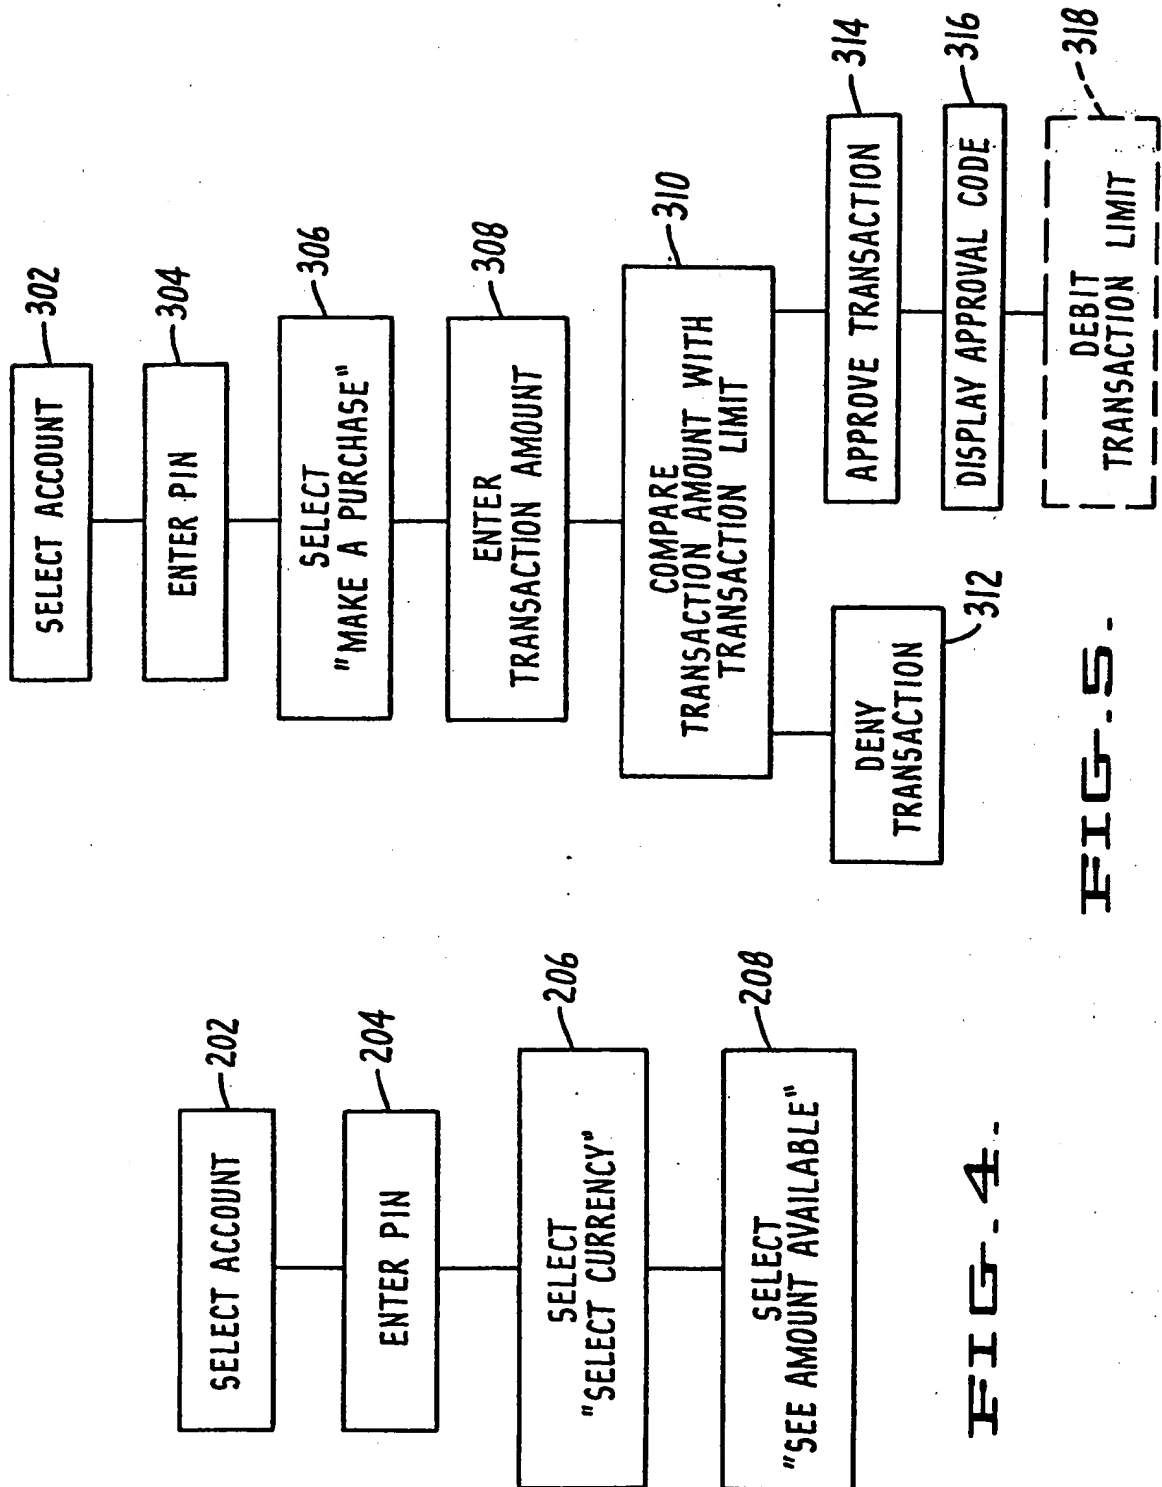 SELECT ACCOUNT
202
ENTER PIN
204
SELECT
"SELECT CURRENCY"
206
SELECT
"SEE AMOUNT AVAILABLE"
208
FIG.4.
SELECT ACCOUNT
302
ENTER PIN
304
SELECT
"MAKE A PURCHASE"
306
ENTER
TRANSACTION AMOUNT
308
COMPARE
TRANSACTION AMOUNT WITH
TRANSACTION LIMIT
310
DENY
TRANSACTION
312
APPROVE TRANSACTION
314
DISPLAY APPROVAL CODE
316
DEBIT
TRANSACTION LIMIT
318
FIG.5.